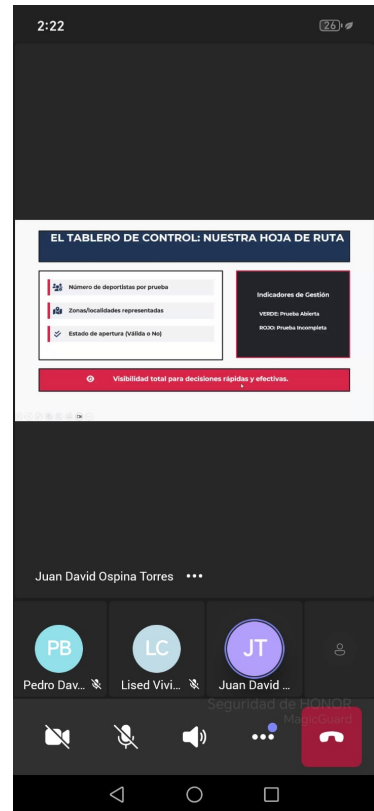 2:22
26
EL TABLERO DE CONTROL: NUESTRA HOJA DE RUTA
Número de deportistas por prueba
Zonas/localidades representadas
Estado de apertura (Válida o No)
Indicadores de Gestión
VERDE: Prueba Abierta
ROJO: Prueba Incompleta
Visibilidad total para decisiones rápidas y efectivas.
Juan David Ospina Torres
PB
LC
JT
Pedro Dav...
Lised Vivi...
Juan David ...
Seguridad de HONOR
MagicGuard